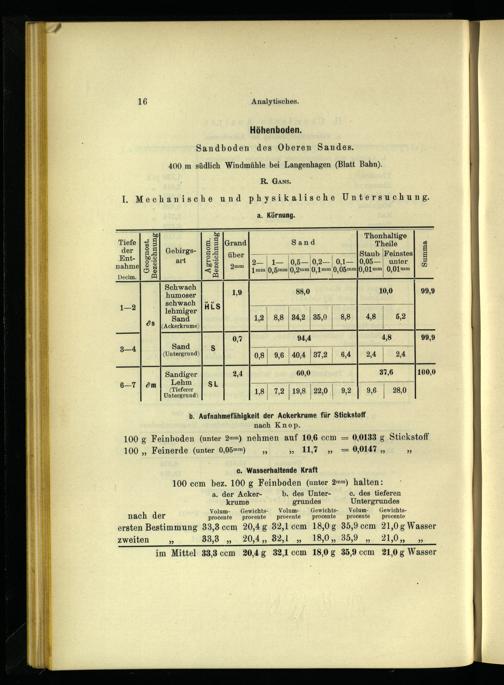 16 Analytisches.
Höhenboden.
Sandboden des Oberen Sandes.
400 m südlich Windmühle bei Langenhagen (Blatt Bahn).
R. Gans.
I. Mechanische und physikalische Untersuchung.
a. Körnung.
Tiefe der Entnahme Decim. | Geognost. Bezeichnung | Gebirgsart | Agronom. Bezeichnung | Grand über 2mm | Sand 2—1mm | 1—0,5mm | 0,5—0,2mm | 0,2—0,1mm | 0,1—0,05mm | Thonhaltige Theile Staub 0,05—0,01mm | Feinstes unter 0,01mm | Summa
1—2 | ∂s | Schwach humoser schwach lehmiger Sand (Ackerkrume) | H̆L̆S | 1,9 | 88,0 | 10,0 | 99,9
1,2 | 8,8 | 34,2 | 35,0 | 8,8 | 4,8 | 5,2
3—4 | Sand (Untergrund) | S | 0,7 | 94,4 | 4,8 | 99,9
0,8 | 9,6 | 40,4 | 37,2 | 6,4 | 2,4 | 2,4
6—7 | ∂m | Sandiger Lehm (Tieferer Untergrund) | SL | 2,4 | 60,0 | 37,6 | 100,0
1,8 | 7,2 | 19,8 | 22,0 | 9,2 | 9,6 | 28,0
b. Aufnahmefähigkeit der Ackerkrume für Stickstoff
nach Knop.
100 g Feinboden (unter 2mm) nehmen auf 10,6 ccm = 0,0133 g Stickstoff
100 „ Feinerde (unter 0,05mm) „ „ 11,7 „ = 0,0147 „ „
c. Wasserhaltende Kraft
100 ccm bez. 100 g Feinboden (unter 2mm) halten:
a. der Ackerkrume b. des Untergrundes c. des tieferen Untergrundes
nach der Volumprocente Gewichtsprocente Volumprocente Gewichtsprocente Volumprocente Gewichtsprocente
ersten Bestimmung 33,3 ccm 20,4 g 32,1 ccm 18,0 g 35,9 ccm 21,0 g Wasser
zweiten „ 33,3 „ 20,4 „ 32,1 „ 18,0 „ 35,9 „ 21,0 „ „
im Mittel 33,3 ccm 20,4 g 32,1 ccm 18,0 g 35,9 ccm 21,0 g Wasser